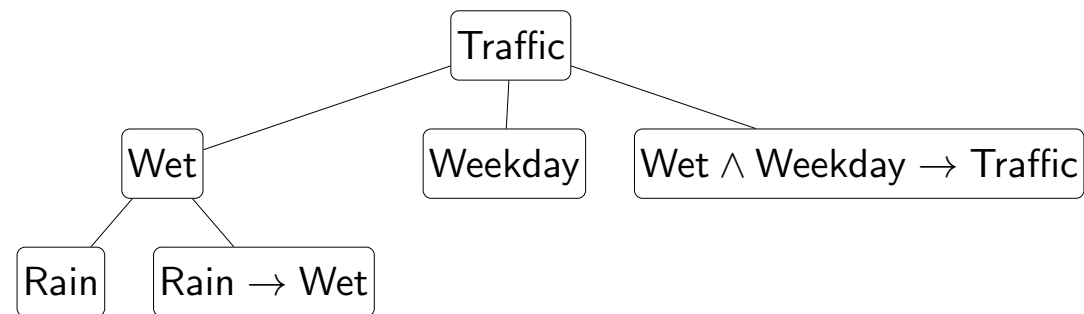 Traffic
Wet
Weekday
Wet ∧ Weekday → Traffic
Rain
Rain → Wet